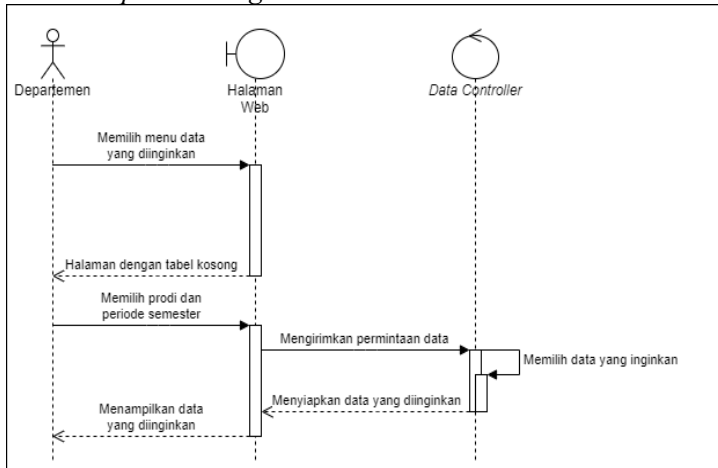 Departemen
Halaman
Web
Data Controller
Memilih menu data
yang diinginkan
Halaman dengan tabel kosong
Memilih prodi dan
periode semester
Mengirimkan permintaan data
Memilih data yang inginkan
Menyiapkan data yang diinginkan
Menampilkan data
yang diinginkan